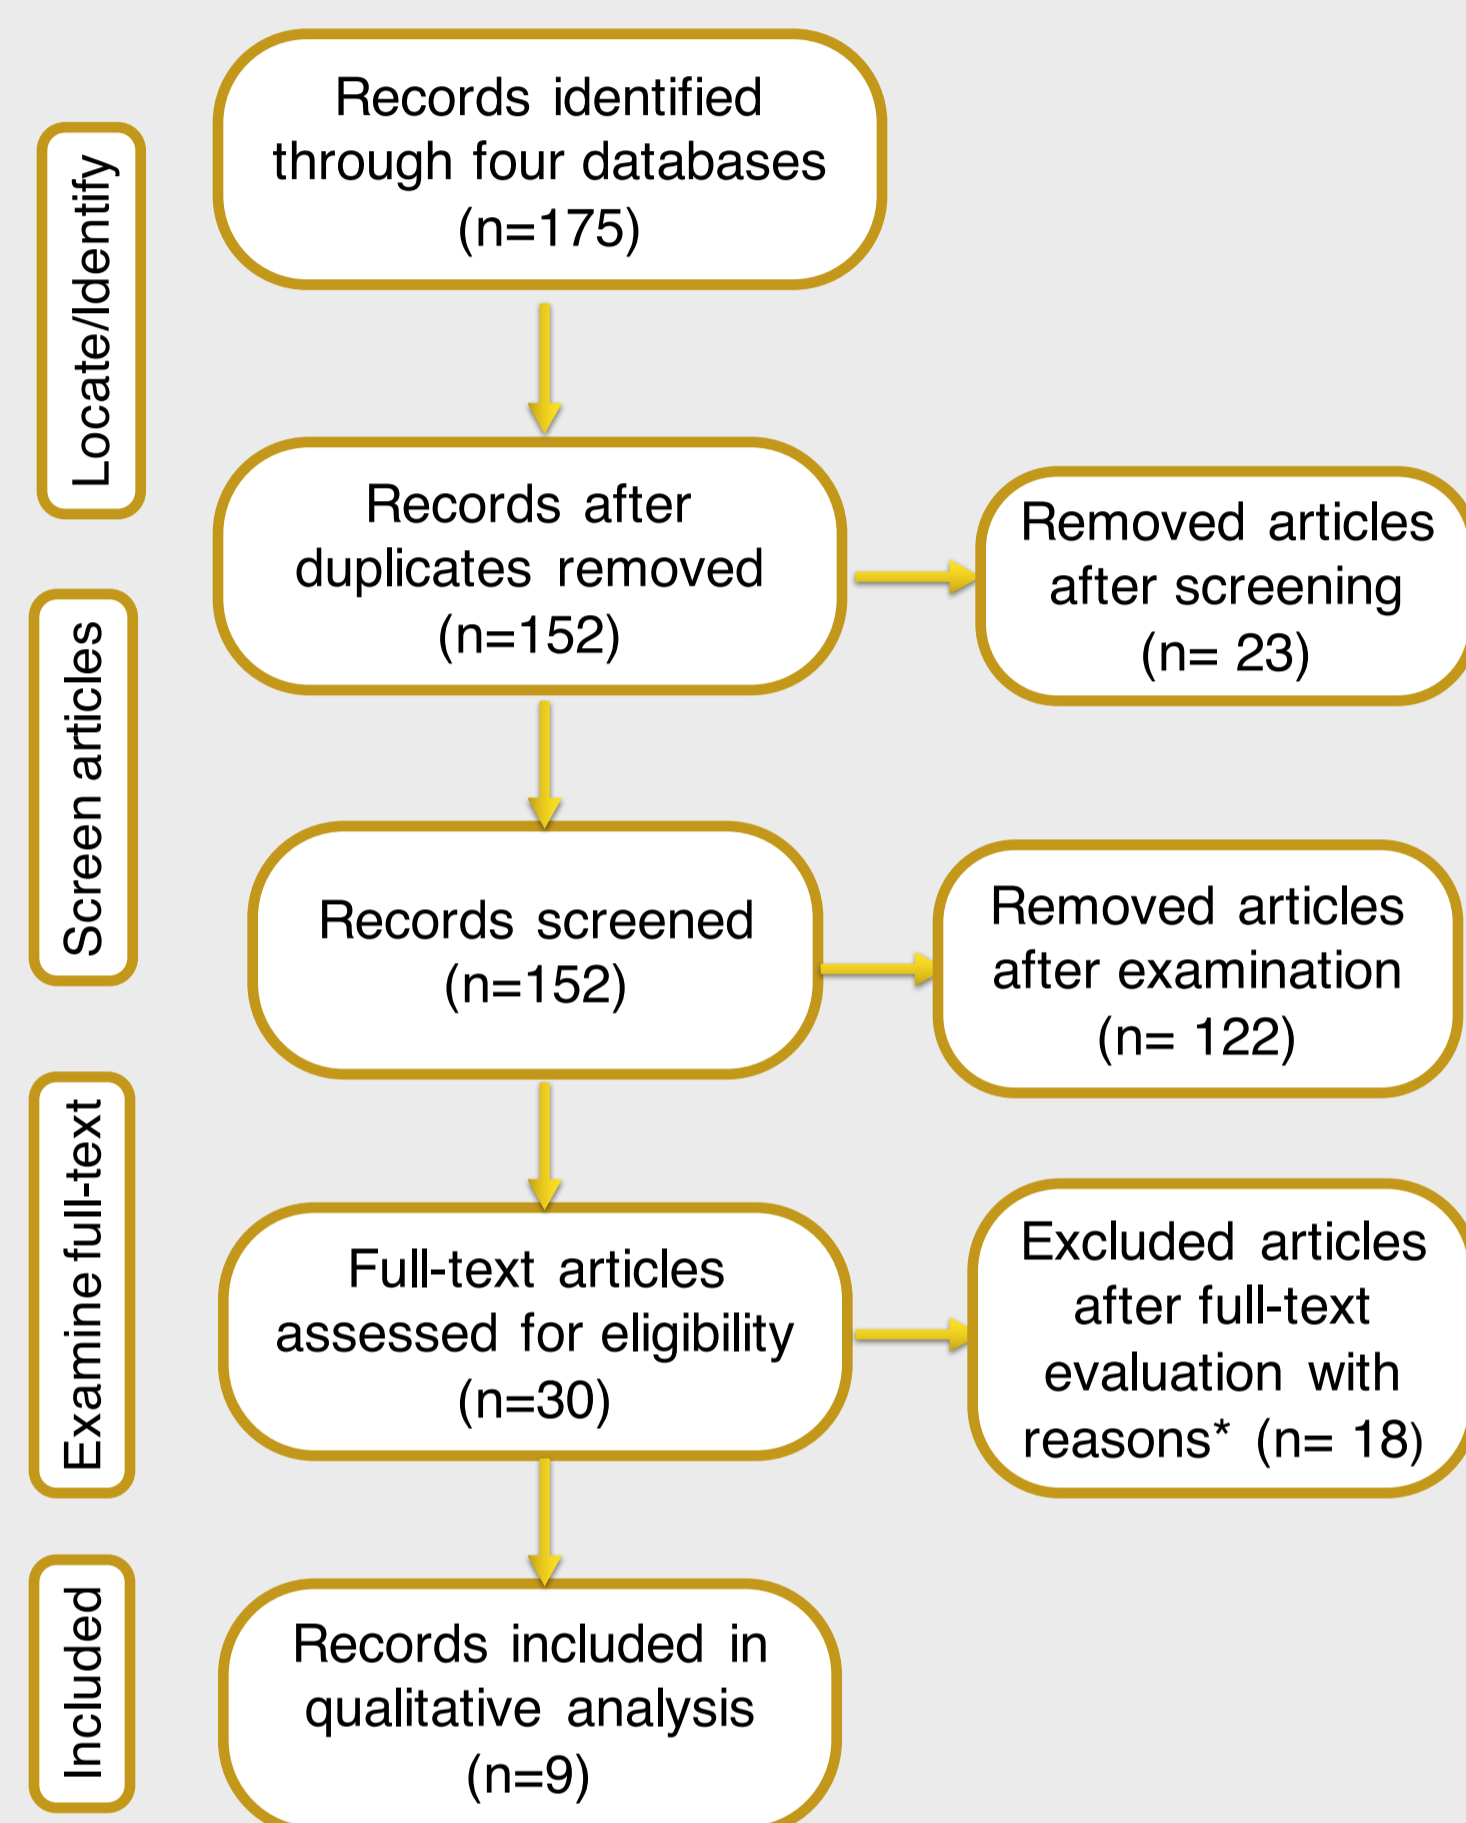 Locate/Identify
Records identified
through four databases
(n=175)
Records after
duplicates removed
(n=152)
Removed articles
after screening
(n= 23)
Screen articles
Records screened
(n=152)
Removed articles
after examination
(n= 122)
Examine full-text
Full-text articles
assessed for eligibility
(n=30)
Excluded articles
after full-text
evaluation with
reasons* (n= 18)
Included
Records included in
qualitative analysis
(n=9)